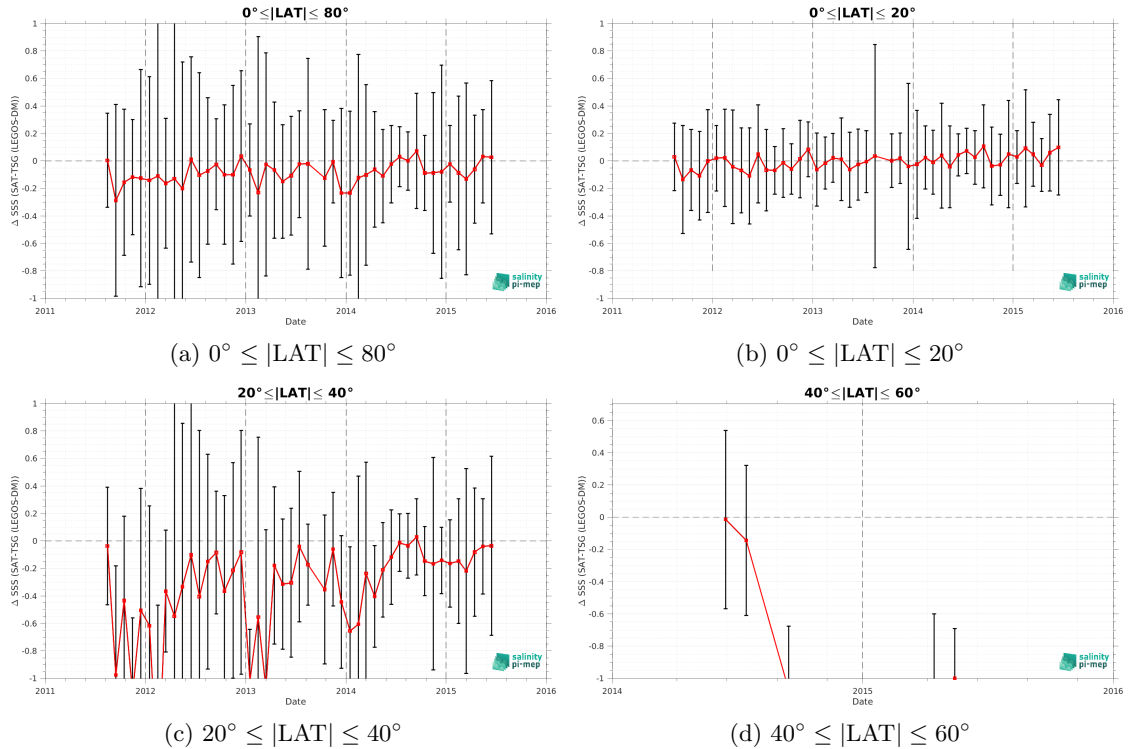 0°≤|LAT|≤ 80°
Δ SSS (SAT-TSG (LEGOS-DM))
1
0.8
0.6
0.4
0.2
0
-0.2
-0.4
-0.6
-0.8
-1
2011
2012
2013
2014
2015
2016
Date
salinity
pi-mep
(a) 0° ≤ |LAT| ≤ 80°
0°≤|LAT|≤ 20°
Δ SSS (SAT-TSG (LEGOS-DM))
1
0.8
0.6
0.4
0.2
0
-0.2
-0.4
-0.6
-0.8
-1
2011
2012
2013
2014
2015
2016
Date
salinity
pi-mep
(b) 0° ≤ |LAT| ≤ 20°
20°≤|LAT|≤ 40°
Δ SSS (SAT-TSG (LEGOS-DM))
1
0.8
0.6
0.4
0.2
0
-0.2
-0.4
-0.6
-0.8
-1
2011
2012
2013
2014
2015
2016
Date
salinity
pi-mep
(c) 20° ≤ |LAT| ≤ 40°
40°≤|LAT|≤ 60°
Δ SSS (SAT-TSG (LEGOS-DM))
0.6
0.4
0.2
0
-0.2
-0.4
-0.6
-0.8
-1
2014
2015
2016
Date
salinity
pi-mep
(d) 40° ≤ |LAT| ≤ 60°